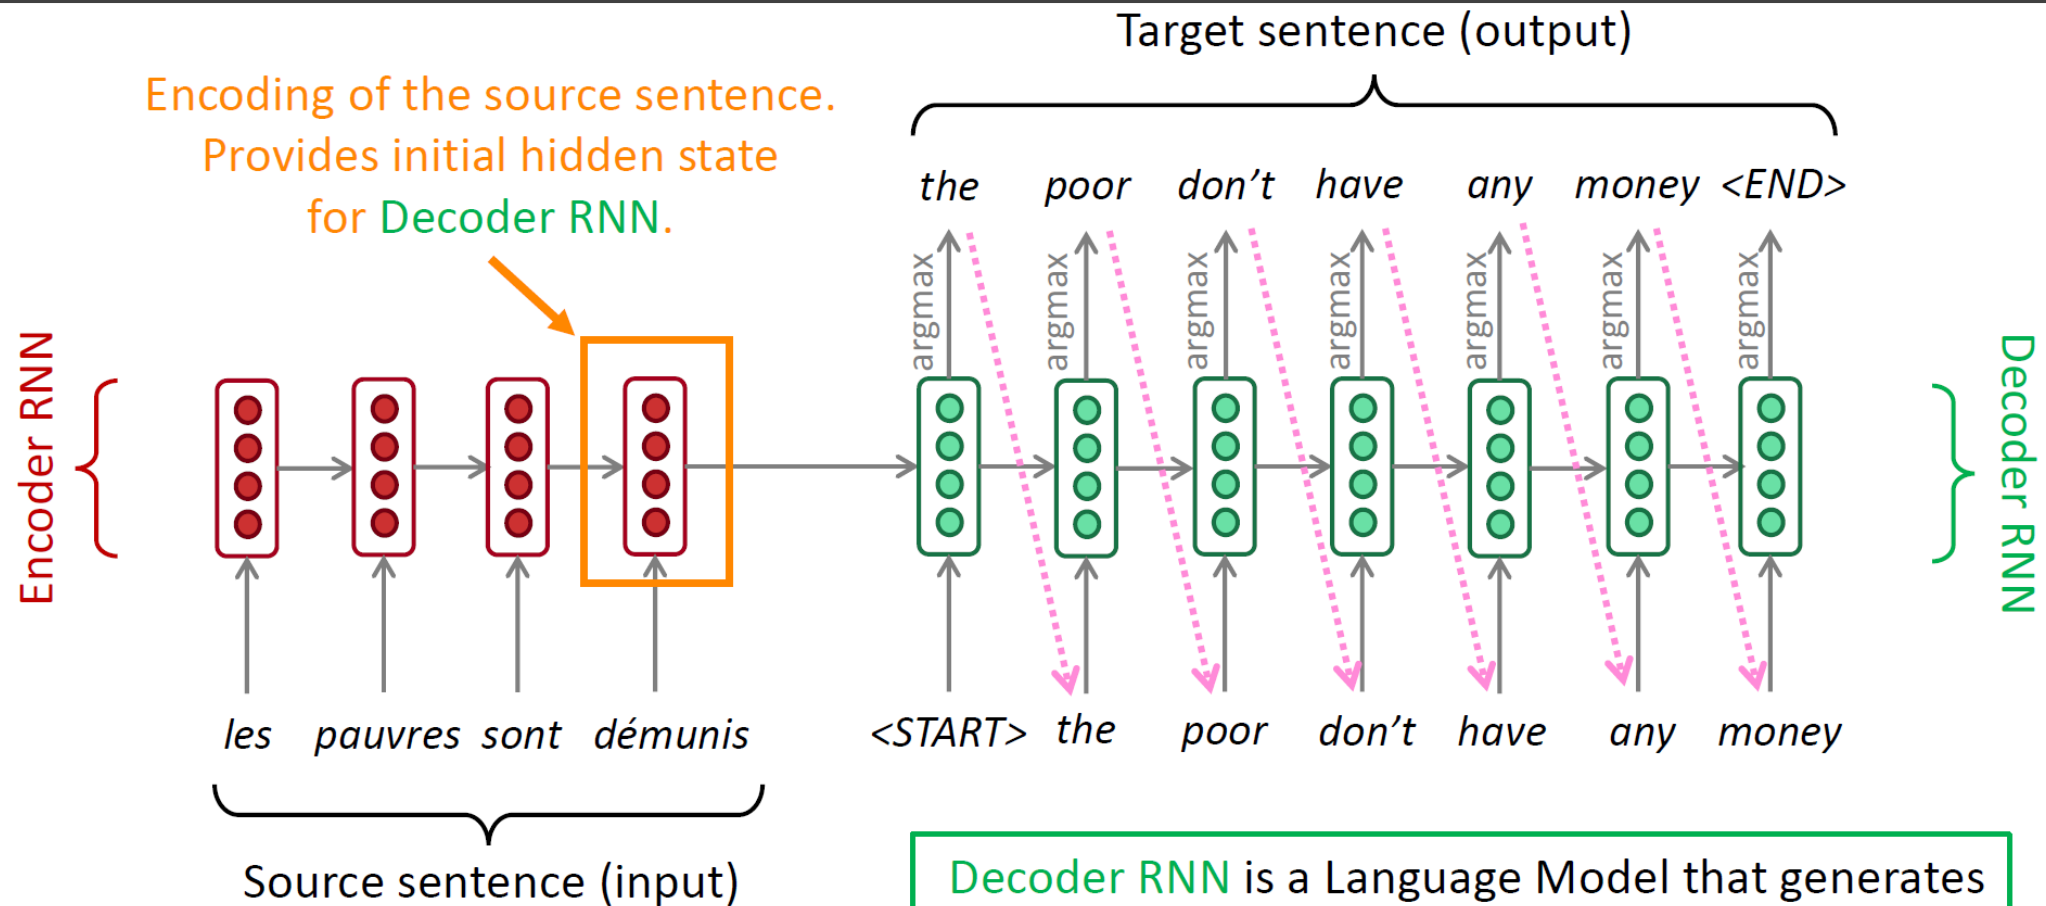 Target sentence (output)
Encoding of the source sentence.
Provides initial hidden state
for Decoder RNN.
the poor don't have any money <END>
argmax argmax argmax argmax argmax argmax argmax
Encoder RNN
Decoder RNN
les pauvres sont démunis
<START> the poor don't have any money
Source sentence (input)
Decoder RNN is a Language Model that generates